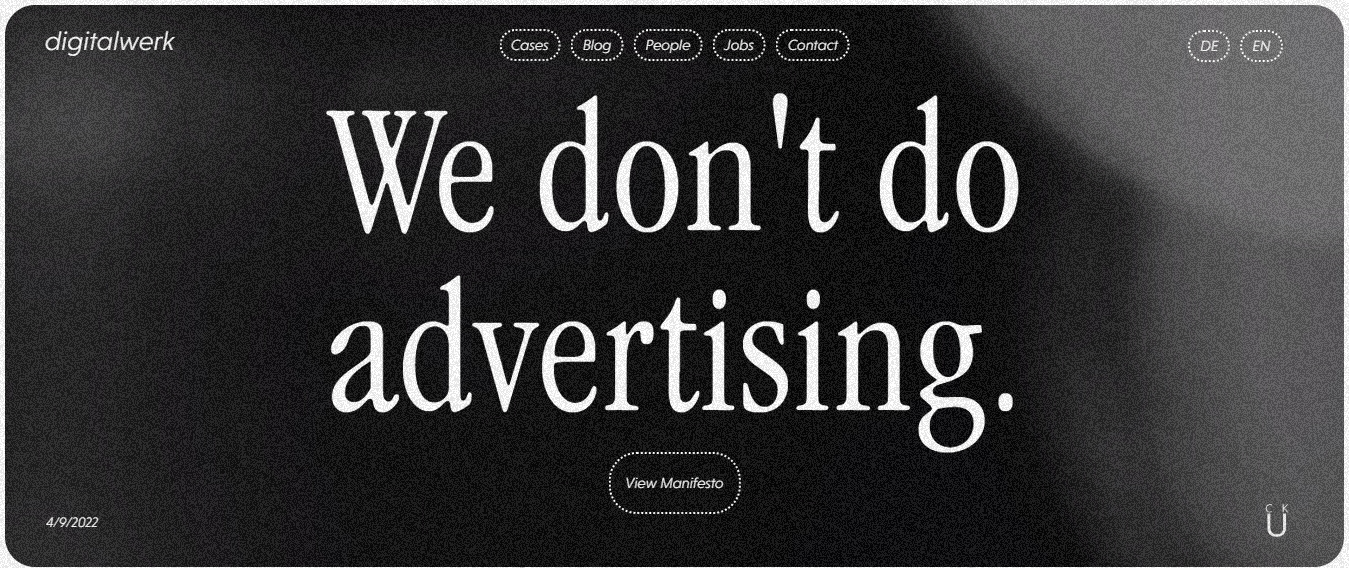 digitalwerk
Cases Blog People Jobs Contact
DE EN
We don't do
advertising.
View Manifesto
4/9/2022
C K
U